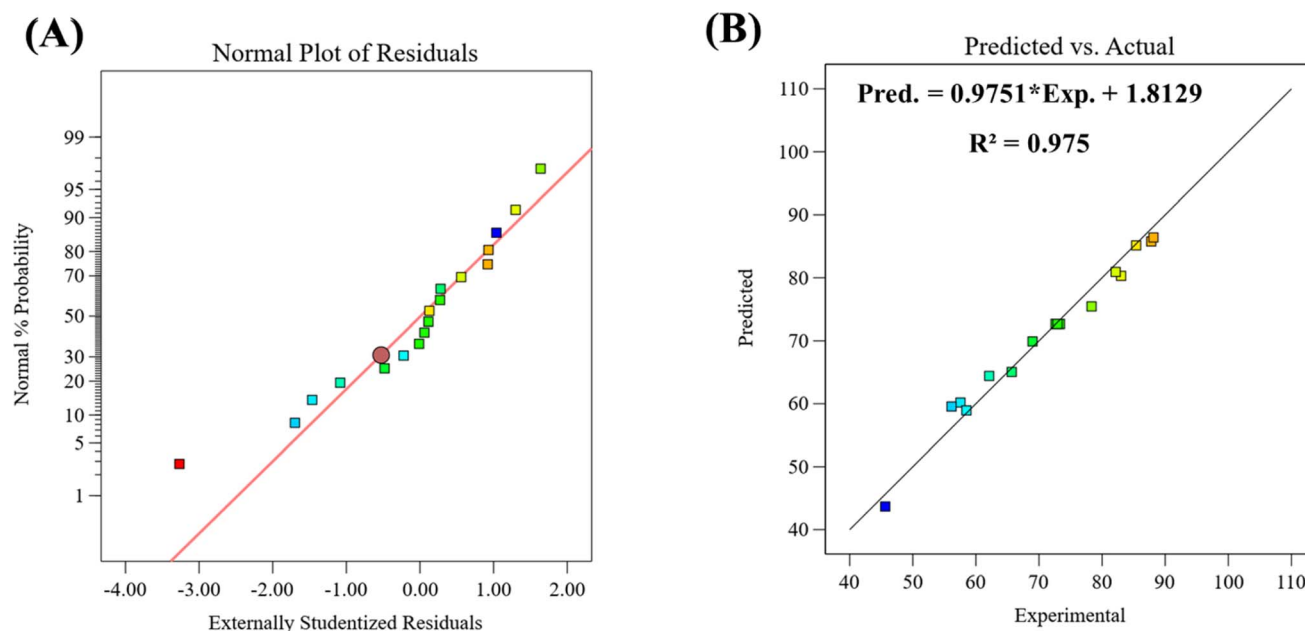 (A)
Normal Plot of Residuals
Normal % Probability
99
95
90
80
70
50
30
20
10
5
1
-4.00 -3.00 -2.00 -1.00 0.00 1.00 2.00
Externally Studentized Residuals
(B)
Predicted vs. Actual
Pred. = 0.9751*Exp. + 1.8129
R² = 0.975
Predicted
110
100
90
80
70
60
50
40
40 50 60 70 80 90 100 110
Experimental